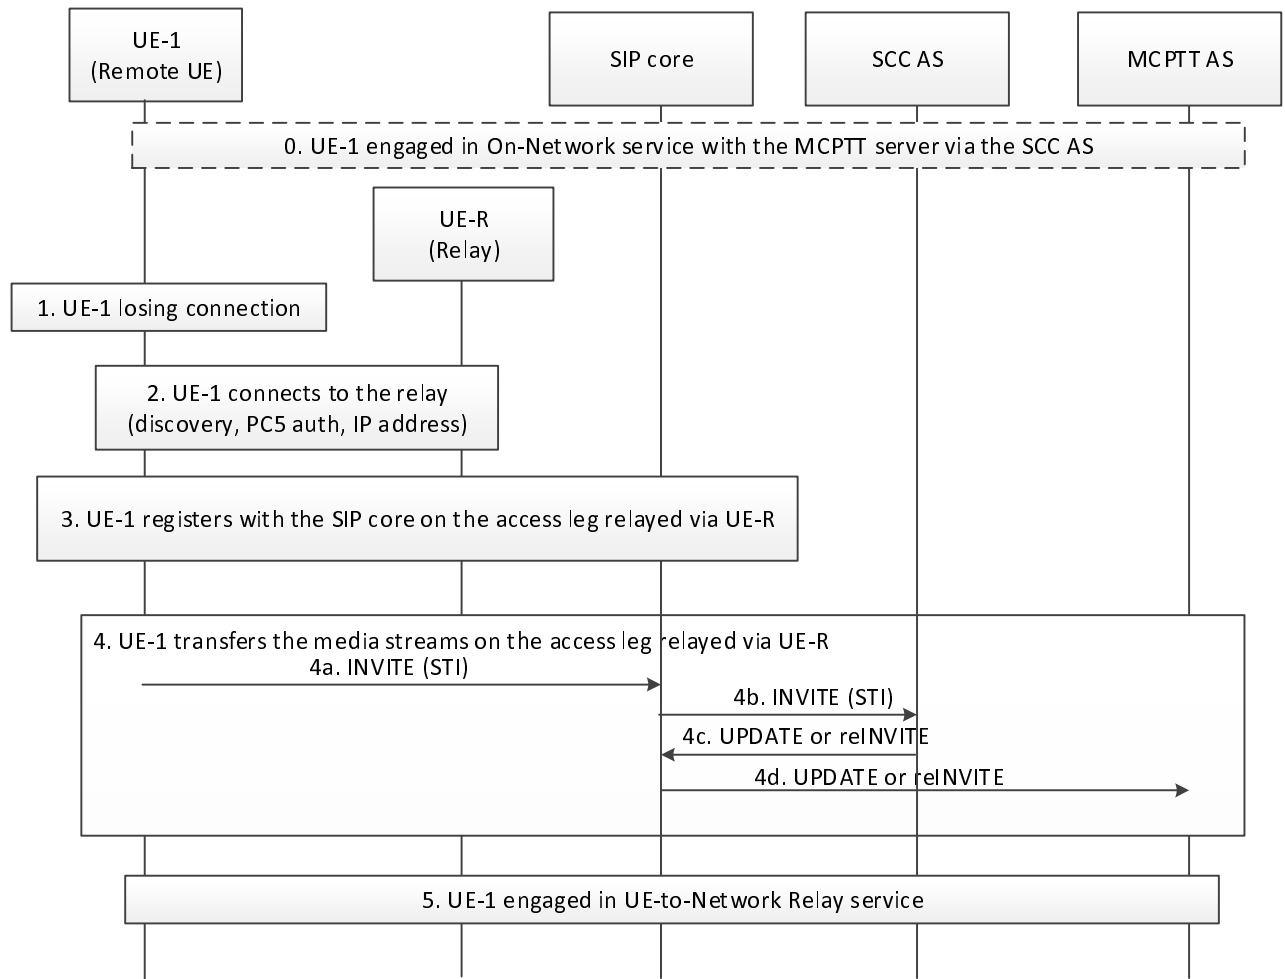 UE-1
(Remote UE)
SIP core
SCC AS
MCPTT AS
0. UE-1 engaged in On-Network service with the MCPTT server via the SCC AS
UE-R
(Relay)
1. UE-1 losing connection
2. UE-1 connects to the relay
(discovery, PC5 auth, IP address)
3. UE-1 registers with the SIP core on the access leg relayed via UE-R
4. UE-1 transfers the media streams on the access leg relayed via UE-R
4a. INVITE (STI)
4b. INVITE (STI)
4c. UPDATE or reINVITE
4d. UPDATE or reINVITE
5. UE-1 engaged in UE-to-Network Relay service